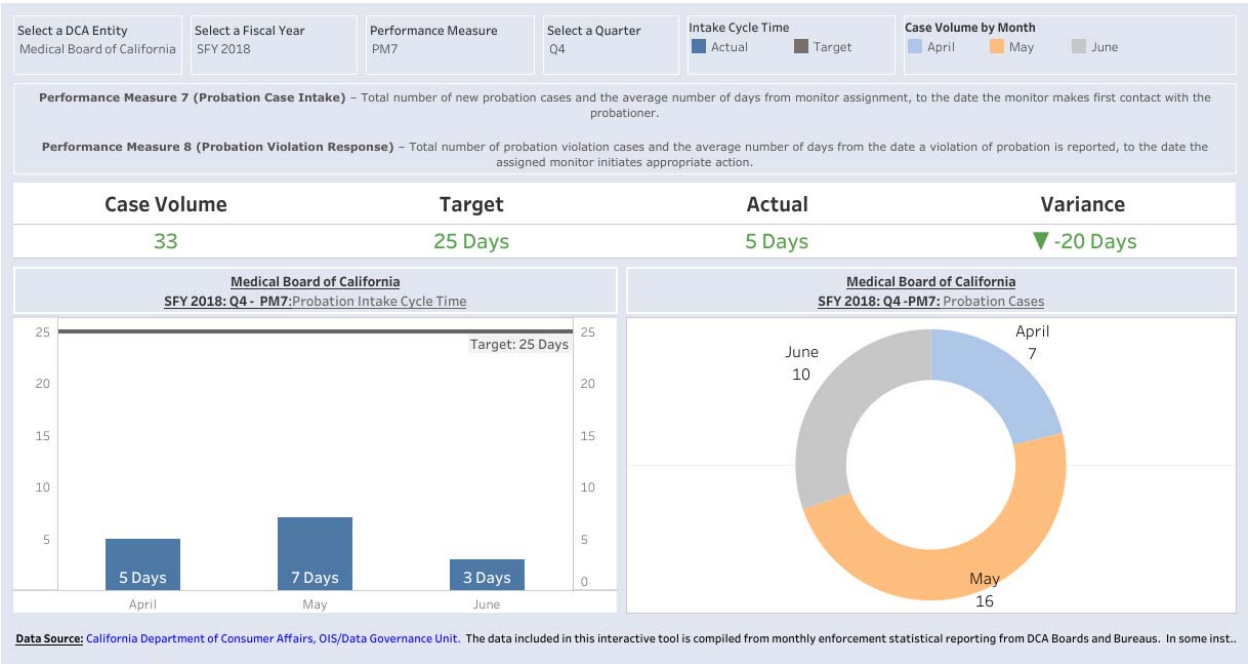 Select a DCA Entity
Medical Board of California
Select a Fiscal Year
SFY 2018
Performance Measure
PM7
Select a Quarter
Q4
Intake Cycle Time
Actual Target
Case Volume by Month
April May June
Performance Measure 7 (Probation Case Intake) – Total number of new probation cases and the average number of days from monitor assignment, to the date the monitor makes first contact with the
probationer.
Performance Measure 8 (Probation Violation Response) – Total number of probation violation cases and the average number of days from the date a violation of probation is reported, to the date the
assigned monitor initiates appropriate action.
Case Volume Target Actual Variance
33 25 Days 5 Days ▼ -20 Days
Medical Board of California
SFY 2018: Q4 - PM7:Probation Intake Cycle Time
25 25
Target: 25 Days
20 20
15 15
10 10
5 5
0
5 Days 7 Days 3 Days
April May June
Medical Board of California
SFY 2018: Q4 -PM7: Probation Cases
April
7
June
10
May
16
Data Source: California Department of Consumer Affairs, OIS/Data Governance Unit. The data included in this interactive tool is compiled from monthly enforcement statistical reporting from DCA Boards and Bureaus. In some inst..